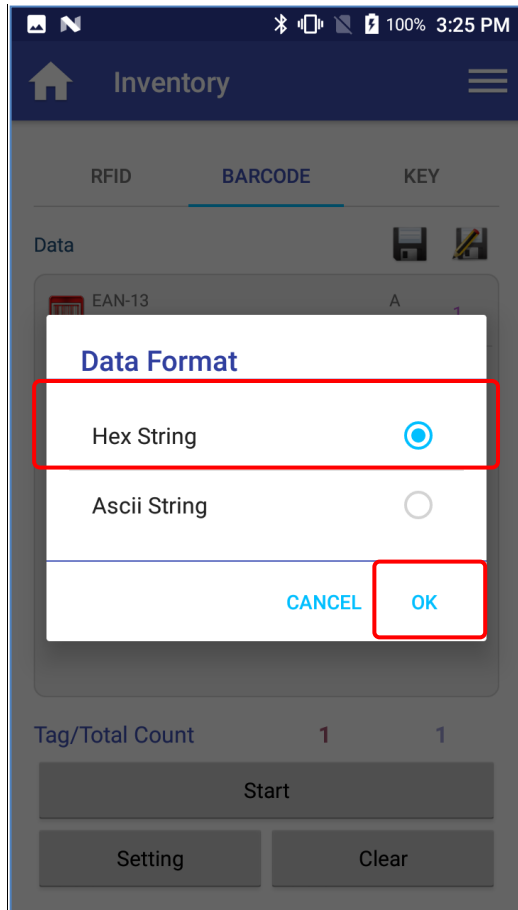 100% 3:25 PM
Inventory
RFID BARCODE KEY
Data
EAN-13 A
1
Data Format
Hex String
Ascii String
CANCEL OK
Tag/Total Count 1 1
Start
Setting Clear